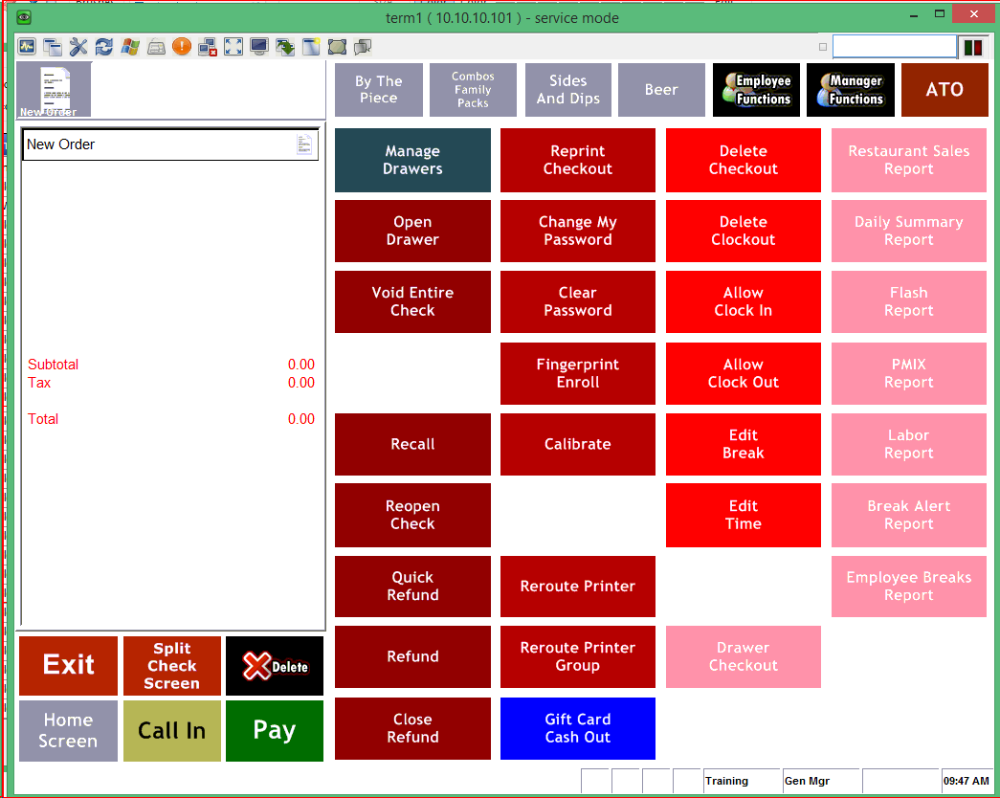 term1 ( 10.10.10.101 ) - service mode
New Order
By The
Piece
Combos
Family
Packs
Sides
And Dips
Beer
Employee
Functions
Manager
Functions
ATO
New Order
Subtotal 0.00
Tax 0.00
Total 0.00
Manage
Drawers
Reprint
Checkout
Delete
Checkout
Restaurant Sales
Report
Open
Drawer
Change My
Password
Delete
Clockout
Daily Summary
Report
Void Entire
Check
Clear
Password
Allow
Clock In
Flash
Report
Fingerprint
Enroll
Allow
Clock Out
PMIX
Report
Recall
Calibrate
Edit
Break
Labor
Report
Reopen
Check
Edit
Time
Break Alert
Report
Quick
Refund
Reroute Printer
Employee Breaks
Report
Refund
Reroute Printer
Group
Drawer
Checkout
Close
Refund
Gift Card
Cash Out
Exit
Split
Check
Screen
Delete
Home
Screen
Call In
Pay
Training
Gen Mgr
09:47 AM